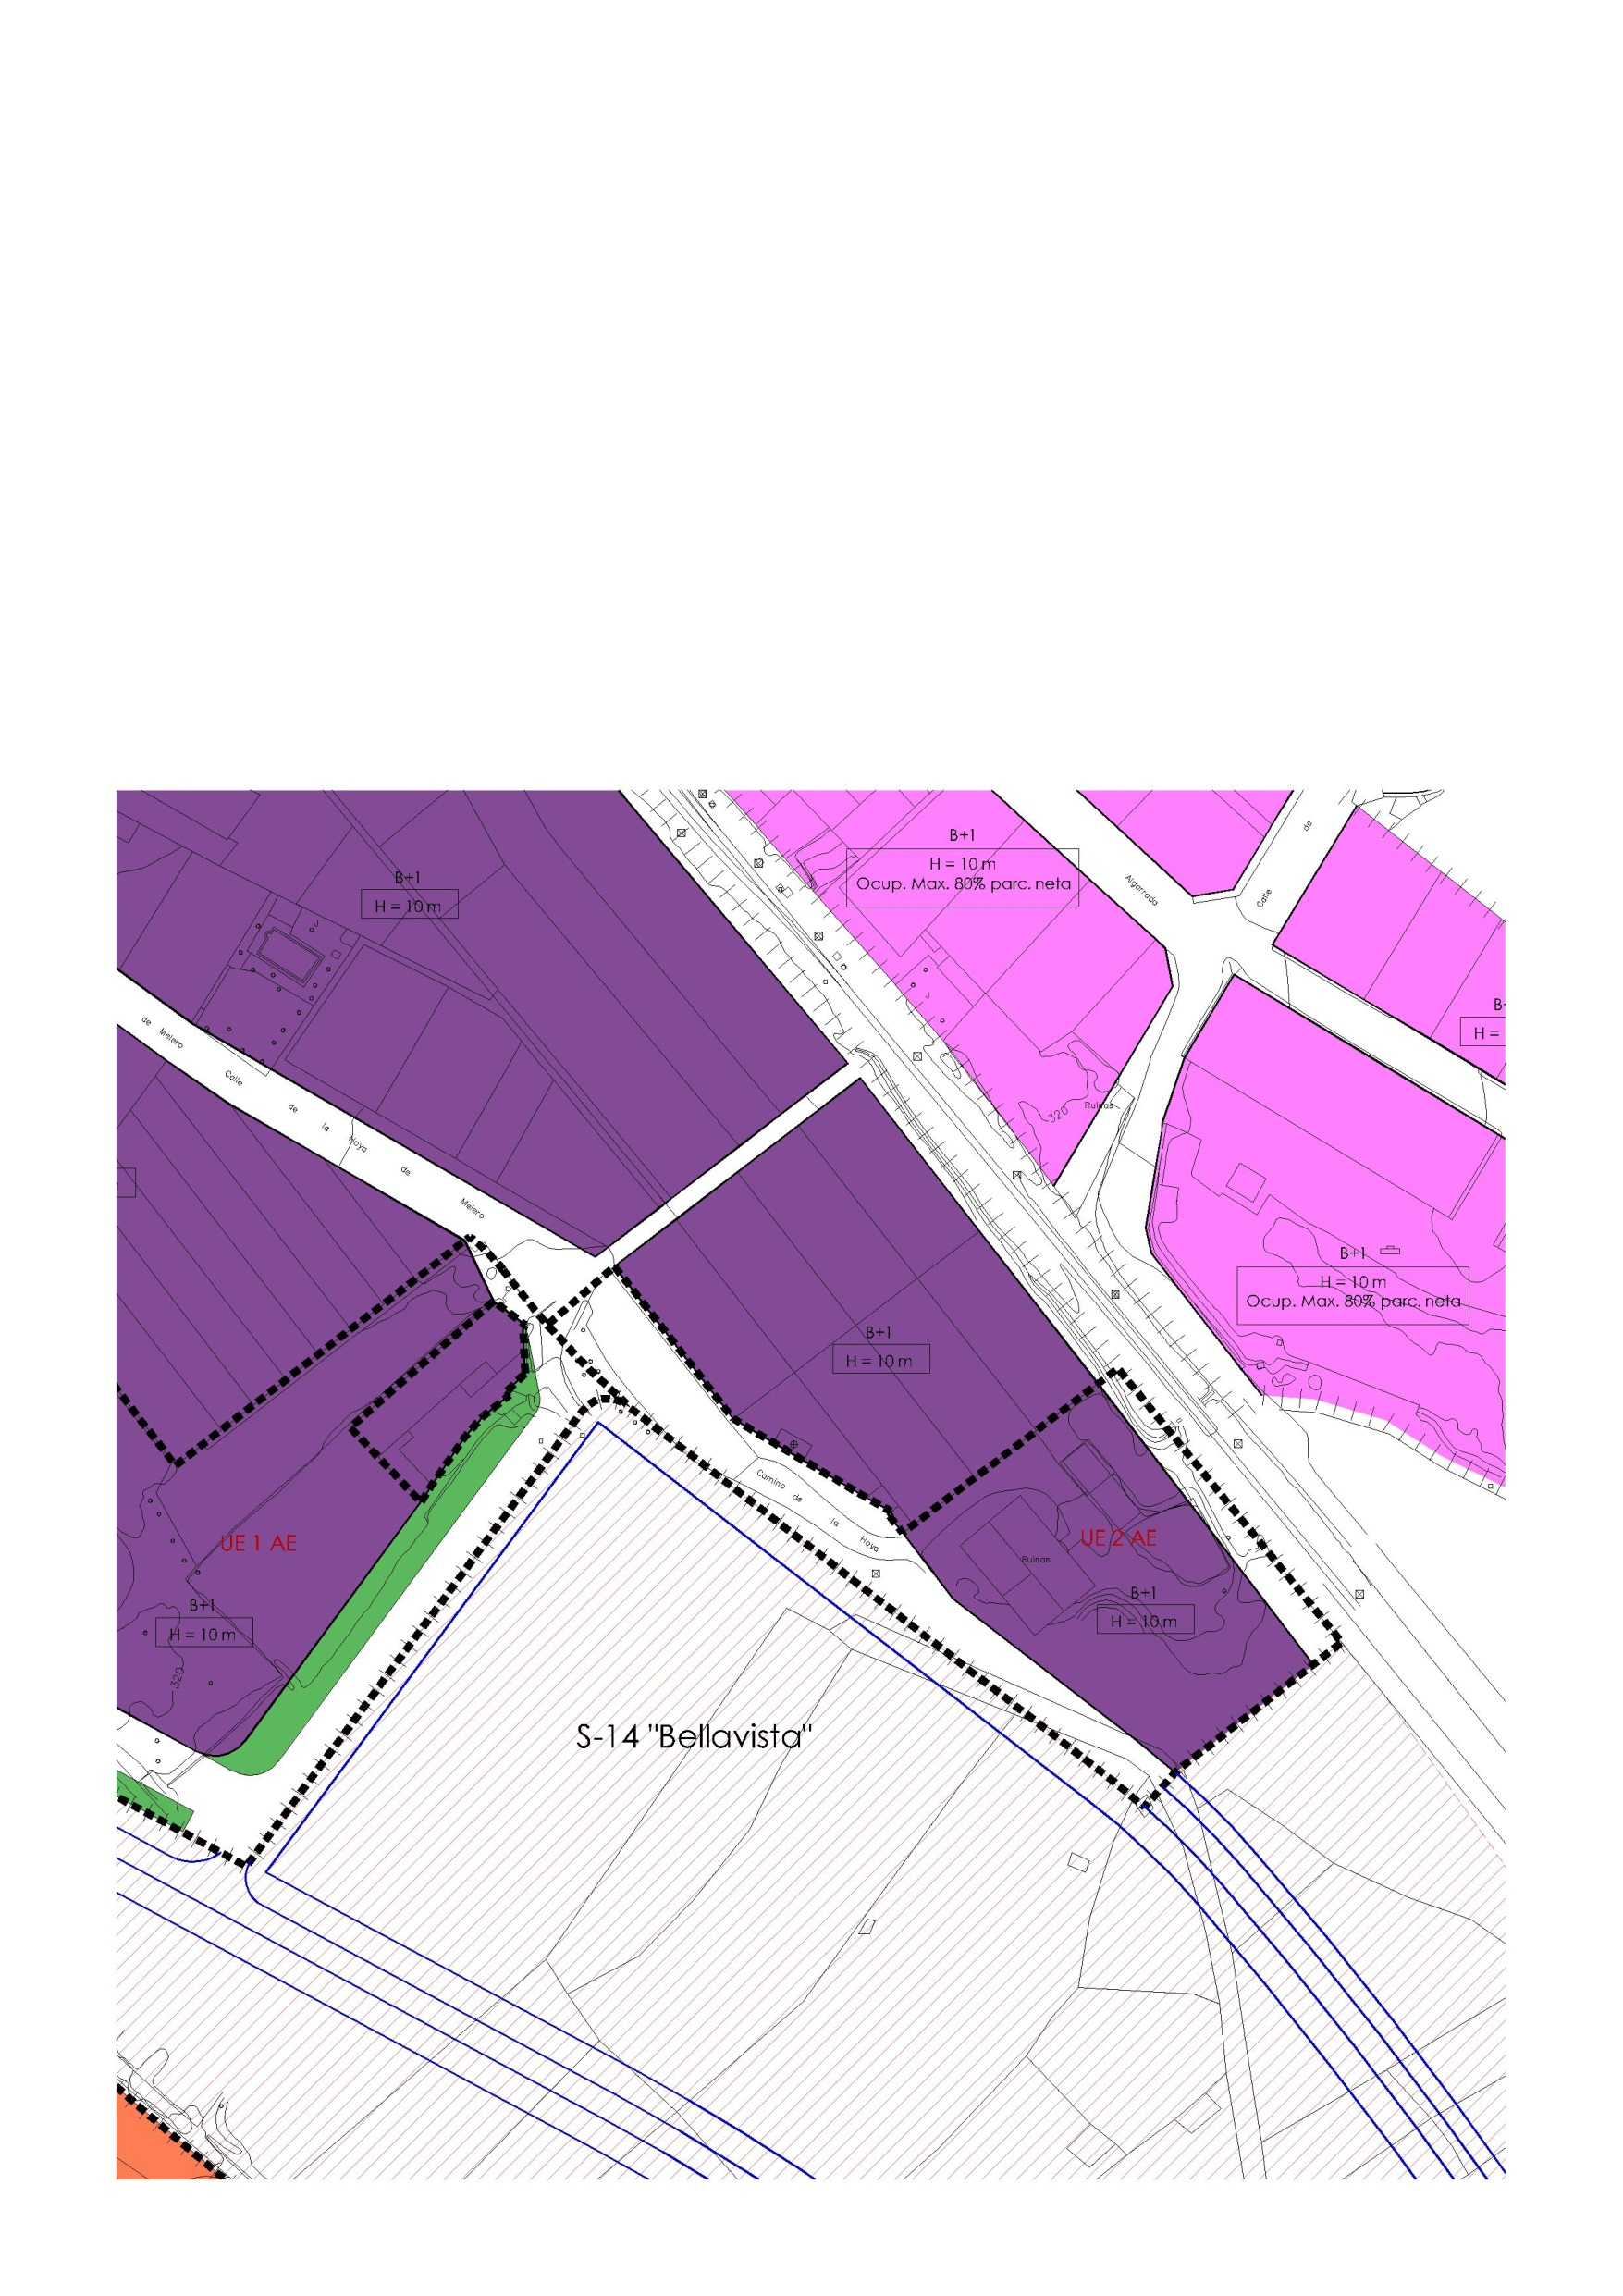 B+1
H = 10 m
Ocup. Max. 80% parc. neta
de
Algarrada
Calle
B+1
H = 10 m
J
J
B-
H =
de Melero
Calle
de
la
Hoya
de
Melero
320
Ruinas
B+1
H = 10 m
Ocup. Max. 80% parc. neta
B+1
H = 10 m
Camino de
la
Hoya
UE 1 AE
UE 2 AE
Ruinas
B+1
H = 10 m
B+1
H = 10 m
320
S-14 "Bellavista"